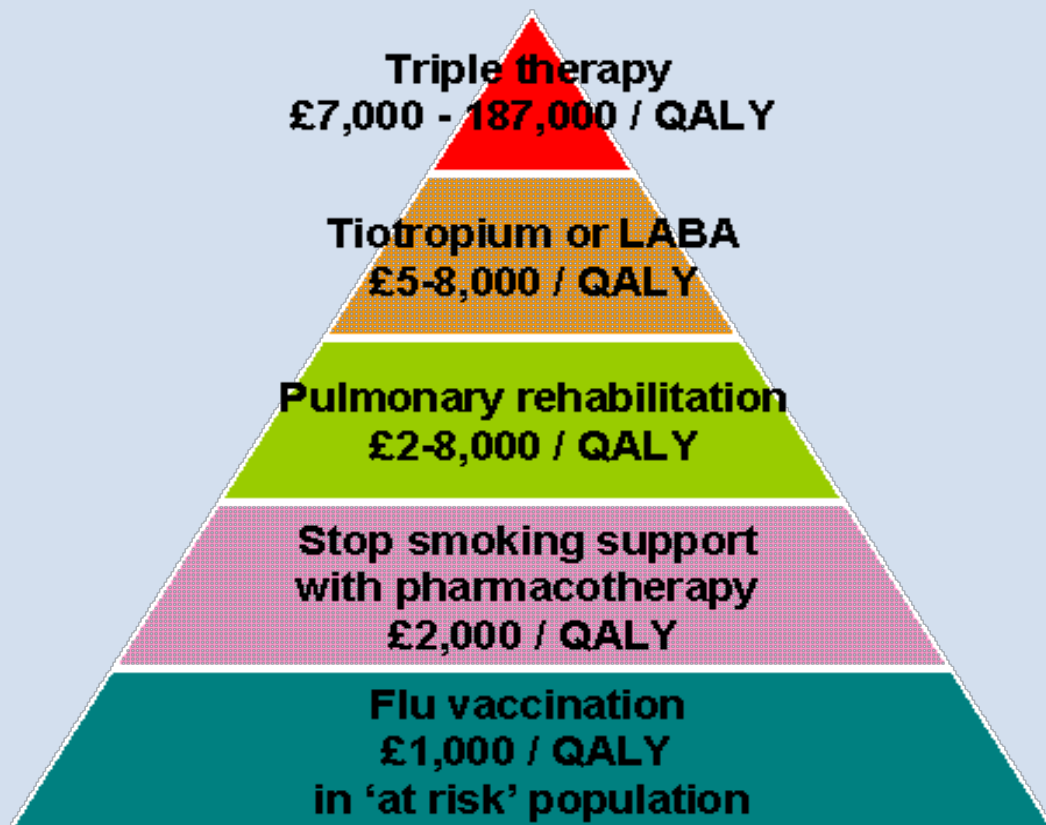 Triple therapy
£7,000 - 187,000 / QALY
Tiotropium or LABA
£5-8,000 / QALY
Pulmonary rehabilitation
£2-8,000 / QALY
Stop smoking support
with pharmacotherapy
£2,000 / QALY
Flu vaccination
£1,000 / QALY
in ‘at risk’ population